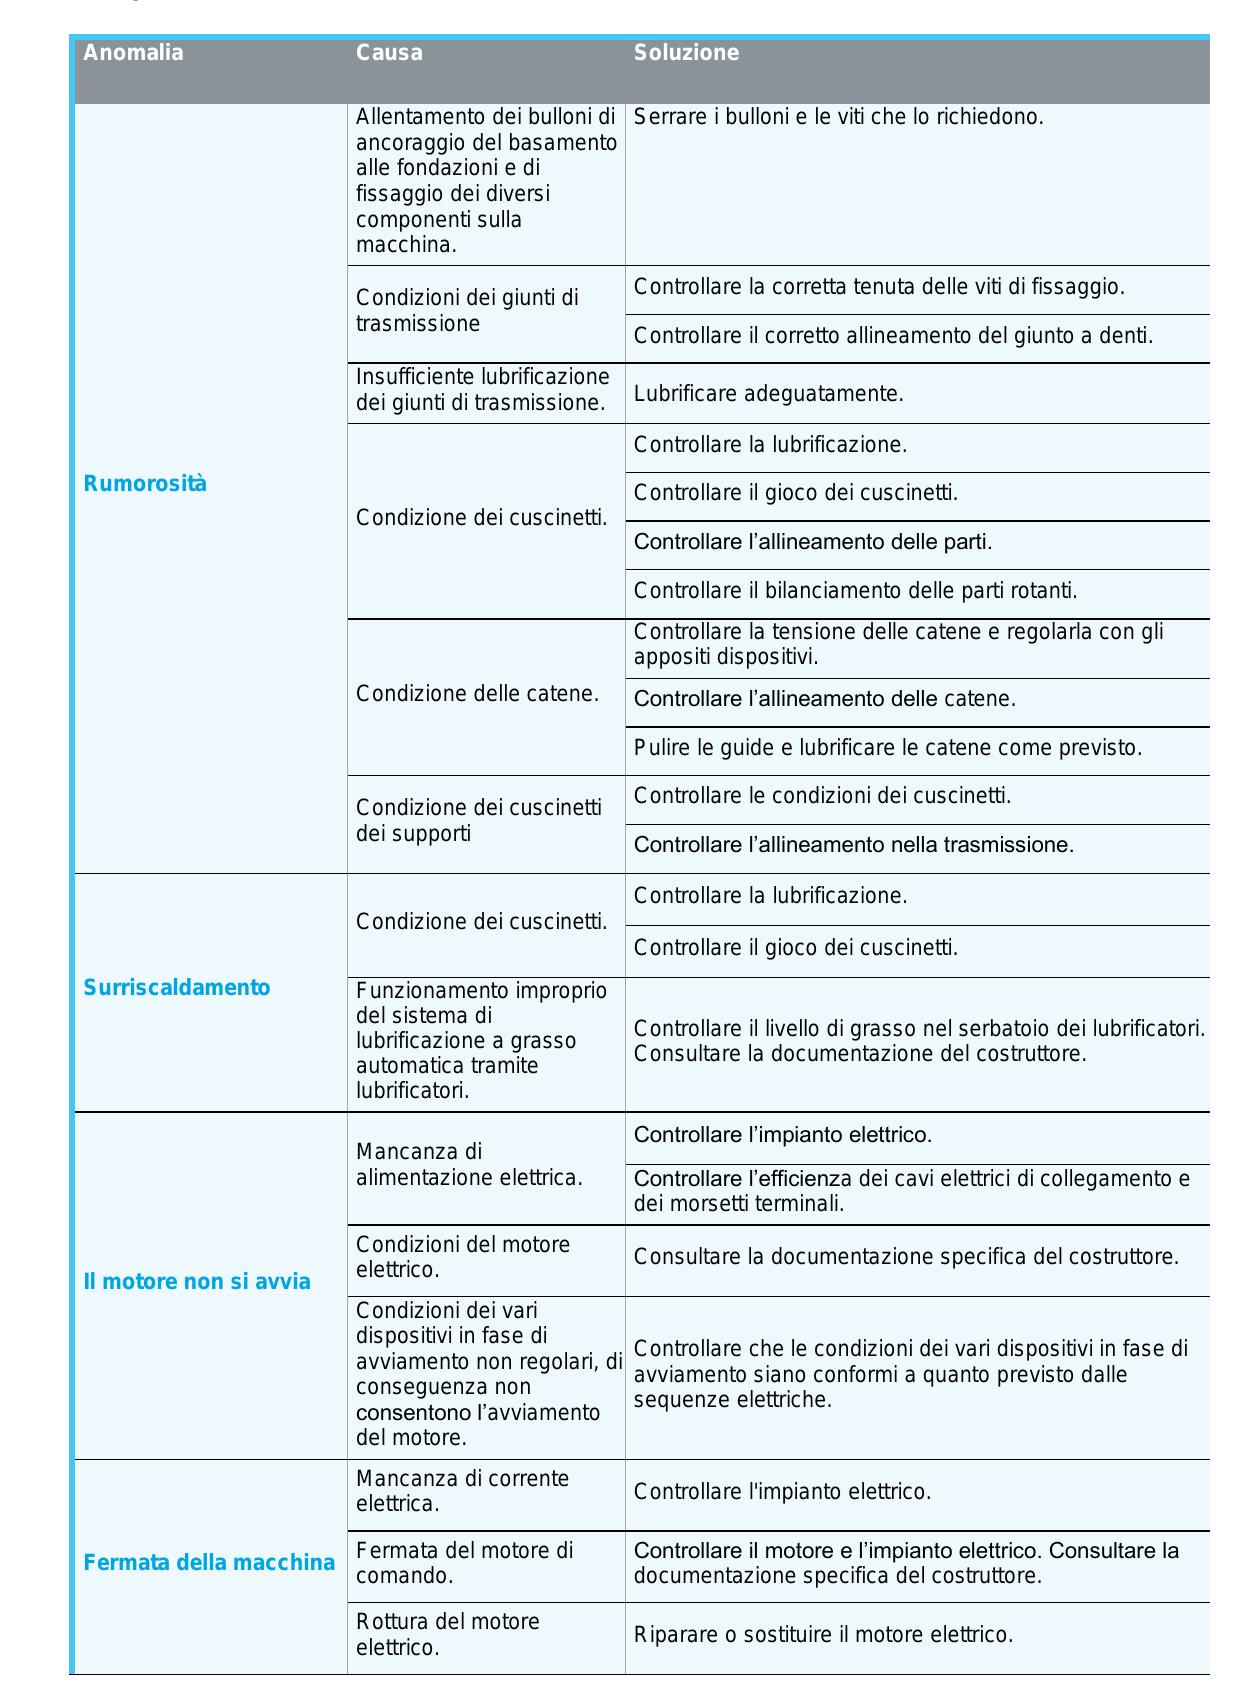 Anomalia
Causa
Soluzione
Rumorosità
Allentamento dei bulloni di
ancoraggio del basamento
alle fondazioni e di
fissaggio dei diversi
componenti sulla
macchina.
Serrare i bulloni e le viti che lo richiedono.
Condizioni dei giunti di
trasmissione
Controllare la corretta tenuta delle viti di fissaggio.
Controllare il corretto allineamento del giunto a denti.
Insufficiente lubrificazione
dei giunti di trasmissione.
Lubrificare adeguatamente.
Condizione dei cuscinetti.
Controllare la lubrificazione.
Controllare il gioco dei cuscinetti.
Controllare l’allineamento delle parti.
Controllare il bilanciamento delle parti rotanti.
Condizione delle catene.
Controllare la tensione delle catene e regolarla con gli
appositi dispositivi.
Controllare l’allineamento delle catene.
Pulire le guide e lubrificare le catene come previsto.
Condizione dei cuscinetti
dei supporti
Controllare le condizioni dei cuscinetti.
Controllare l’allineamento nella trasmissione.
Surriscaldamento
Condizione dei cuscinetti.
Controllare la lubrificazione.
Controllare il gioco dei cuscinetti.
Funzionamento improprio
del sistema di
lubrificazione a grasso
automatica tramite
lubrificatori.
Controllare il livello di grasso nel serbatoio dei lubrificatori.
Consultare la documentazione del costruttore.
Il motore non si avvia
Mancanza di
alimentazione elettrica.
Controllare l’impianto elettrico.
Controllare l’efficienza dei cavi elettrici di collegamento e
dei morsetti terminali.
Condizioni del motore
elettrico.
Consultare la documentazione specifica del costruttore.
Condizioni dei vari
dispositivi in fase di
avviamento non regolari, di
conseguenza non
consentono l’avviamento
del motore.
Controllare che le condizioni dei vari dispositivi in fase di
avviamento siano conformi a quanto previsto dalle
sequenze elettriche.
Fermata della macchina
Mancanza di corrente
elettrica.
Controllare l'impianto elettrico.
Fermata del motore di
comando.
Controllare il motore e l’impianto elettrico. Consultare la
documentazione specifica del costruttore.
Rottura del motore
elettrico.
Riparare o sostituire il motore elettrico.